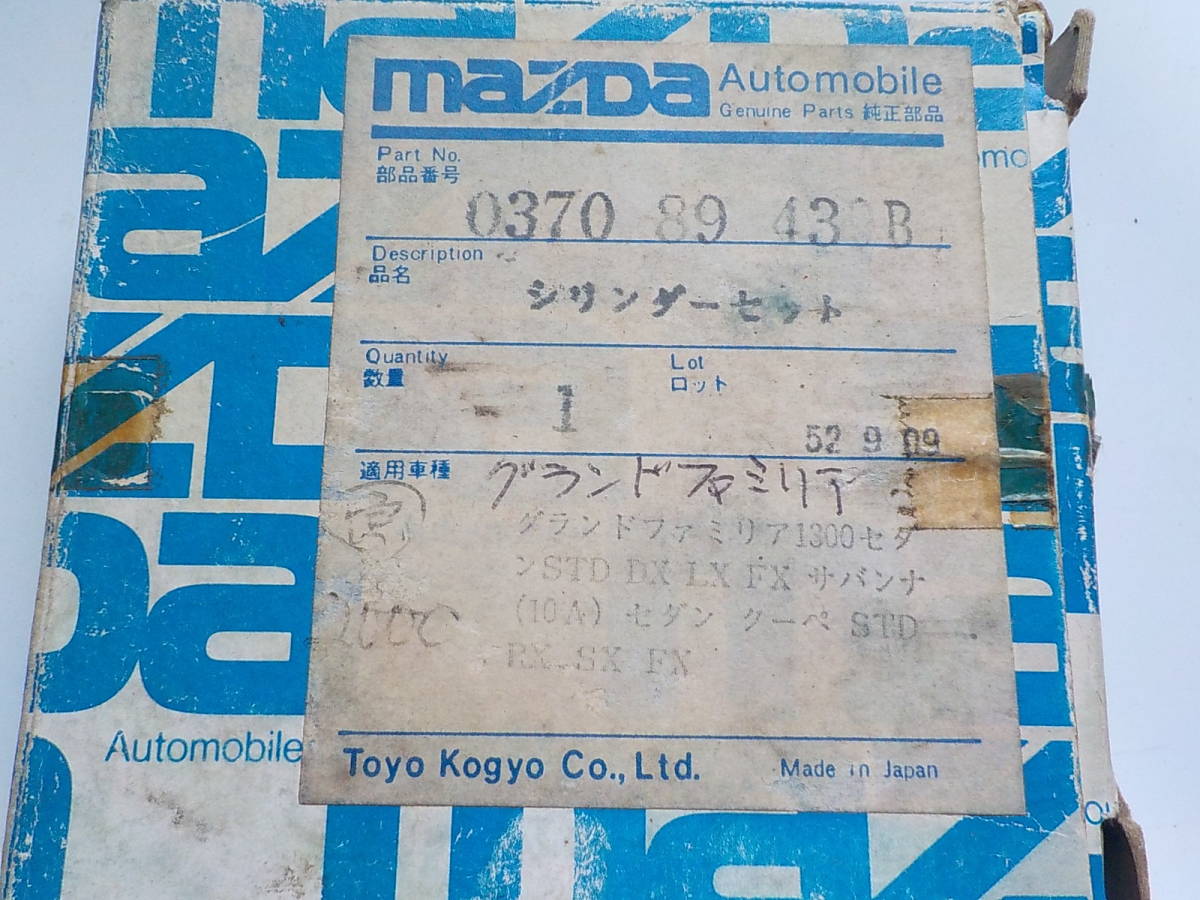 mazda Automobile
Genuine Parts 純正部品
Part No.
部品番号
0370 89 430B
Description
品名
シリンダーセット
Quantity
数量
1
Lot
ロット
52 9 09
適用車種
グランドファミリア
グランドファミリア1300セダ
ンSTD DX LX FX サバンナ
(10A) セダン クーペ STD
RX SX FX
Toyo Kogyo Co., Ltd.
Made in Japan
Automobile